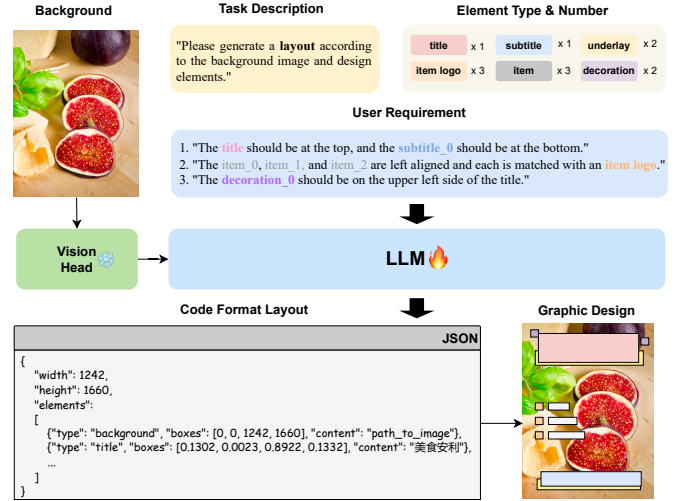 Background
Task Description
Element Type & Number
"Please generate a layout according
to the background image and design
elements."
title x 1 subtitle x 1 underlay x 2
item logo x 3 item x 3 decoration x 2
User Requirement
1. "The title should be at the top, and the subtitle_0 should be at the bottom."
2. "The item_0, item_1, and item_2 are left aligned and each is matched with an item logo."
3. "The decoration_0 should be on the upper left side of the title."
Vision
Head
LLM
Code Format Layout
Graphic Design
JSON
{
"width": 1242,
"height": 1660,
"elements":
[
{"type": "background", "boxes": [0, 0, 1242, 1660], "content": "path_to_image"},
{"type": "title", "boxes": [0.1302, 0.0023, 0.8922, 0.1332], "content": "美食安利"},
...
]
}